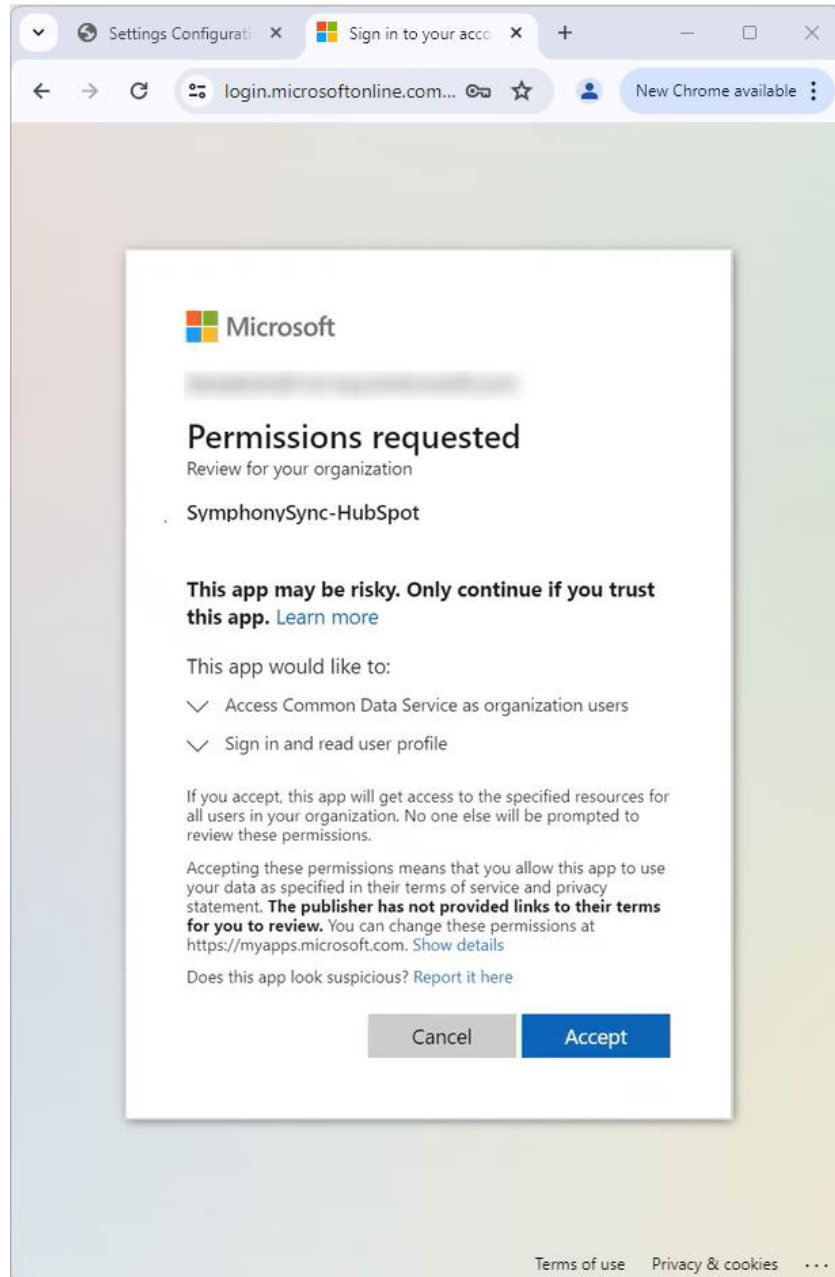 Settings Configurati
Sign in to your acco
login.microsoftonline.com...
New Chrome available
Microsoft
Permissions requested
Review for your organization
SymphonySync-HubSpot
This app may be risky. Only continue if you trust
this app. Learn more
This app would like to:
Access Common Data Service as organization users
Sign in and read user profile
If you accept, this app will get access to the specified resources for
all users in your organization. No one else will be prompted to
review these permissions.
Accepting these permissions means that you allow this app to use
your data as specified in their terms of service and privacy
statement. The publisher has not provided links to their terms
for you to review. You can change these permissions at
https://myapps.microsoft.com. Show details
Does this app look suspicious? Report it here
Cancel Accept
Terms of use Privacy & cookies ...